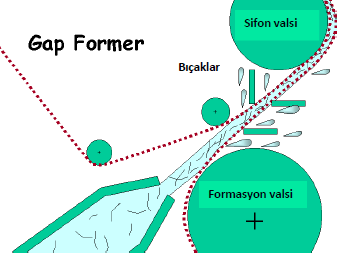 Sifon valsi
Gap Former
Bıçaklar
Formasyon valsi